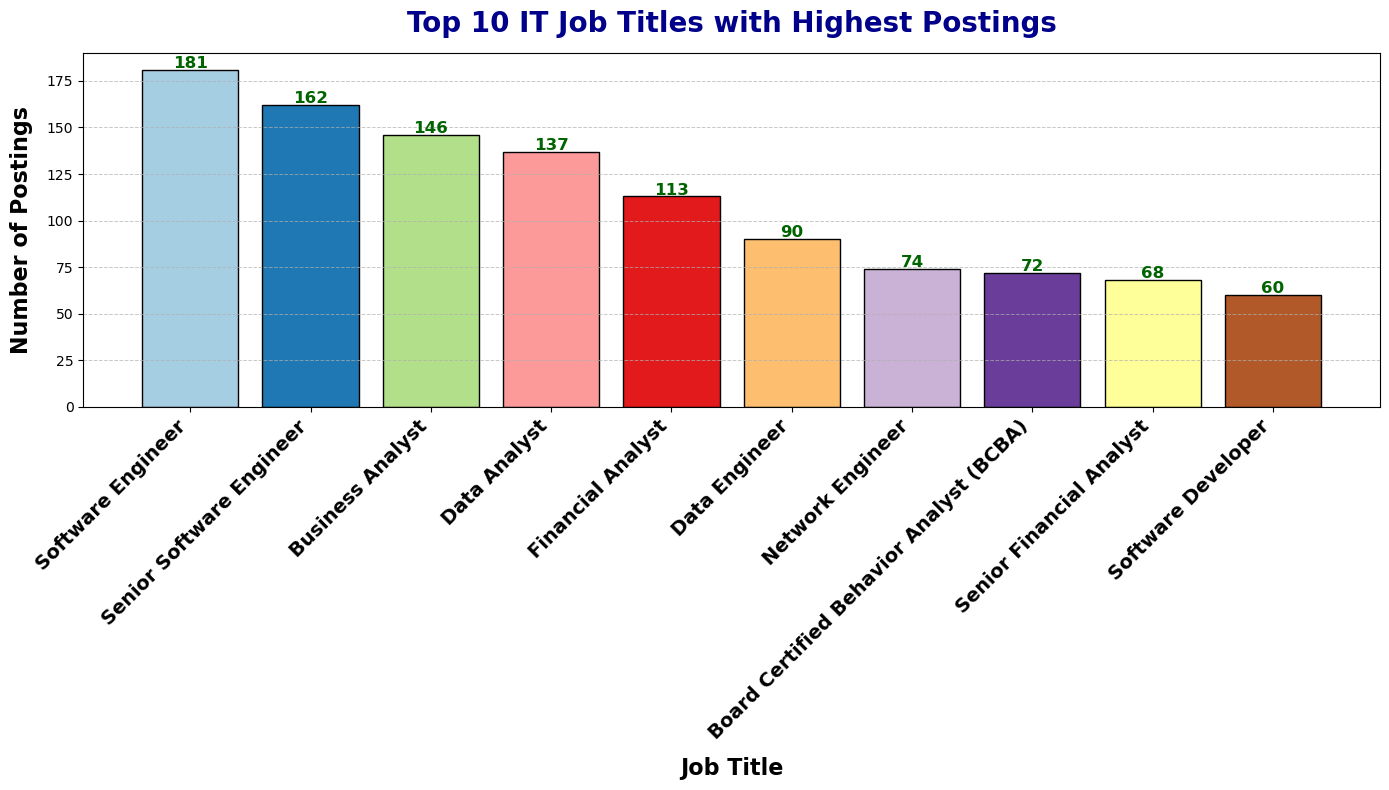 Top 10 IT Job Titles with Highest Postings
Number of Postings
175
150
125
100
75
50
25
0
181
162
146
137
113
90
74
72
68
60
Software Engineer
Senior Software Engineer
Business Analyst
Data Analyst
Financial Analyst
Data Engineer
Network Engineer
Board Certified Behavior Analyst (BCBA)
Senior Financial Analyst
Software Developer
Job Title